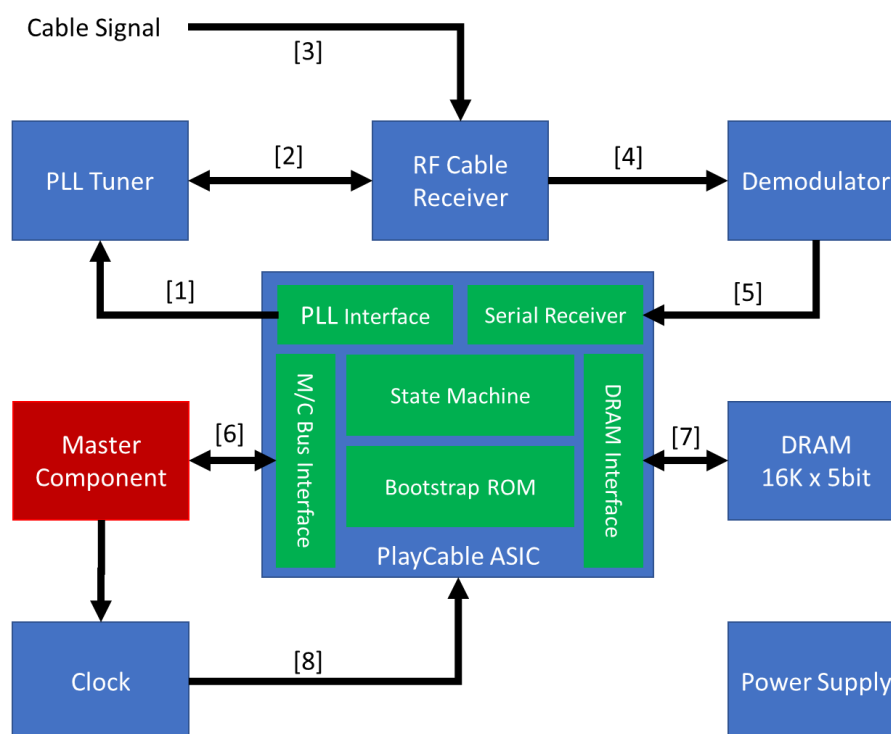 Cable Signal
[3]
PLL Tuner
[2]
RF Cable
Receiver
[4]
Demodulator
[1]
[5]
PLL Interface
Serial Receiver
M/C Bus Interface
State Machine
Bootstrap ROM
DRAM Interface
PlayCable ASIC
Master
Component
[6]
[7]
DRAM
16K x 5bit
Clock
[8]
Power Supply